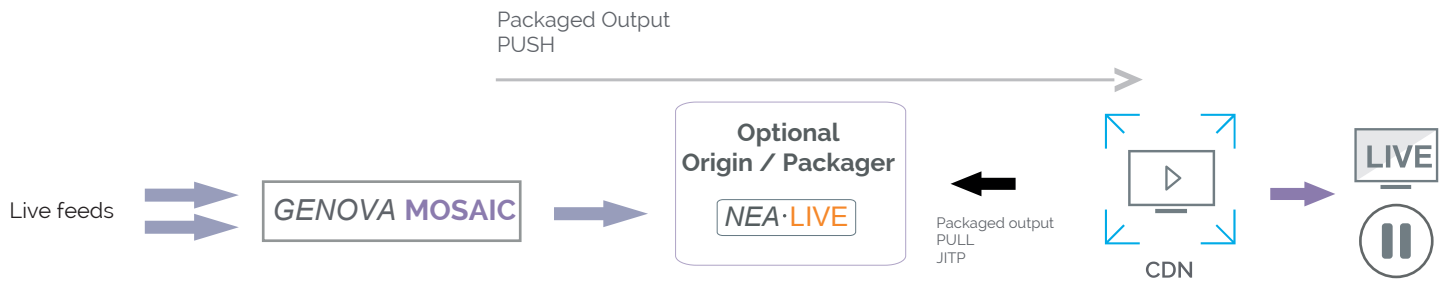 Packaged Output
PUSH
Live feeds
GENOVA MOSAIC
Optional
Origin / Packager
NEA·LIVE
Packaged output
PULL
JITP
CDN
LIVE